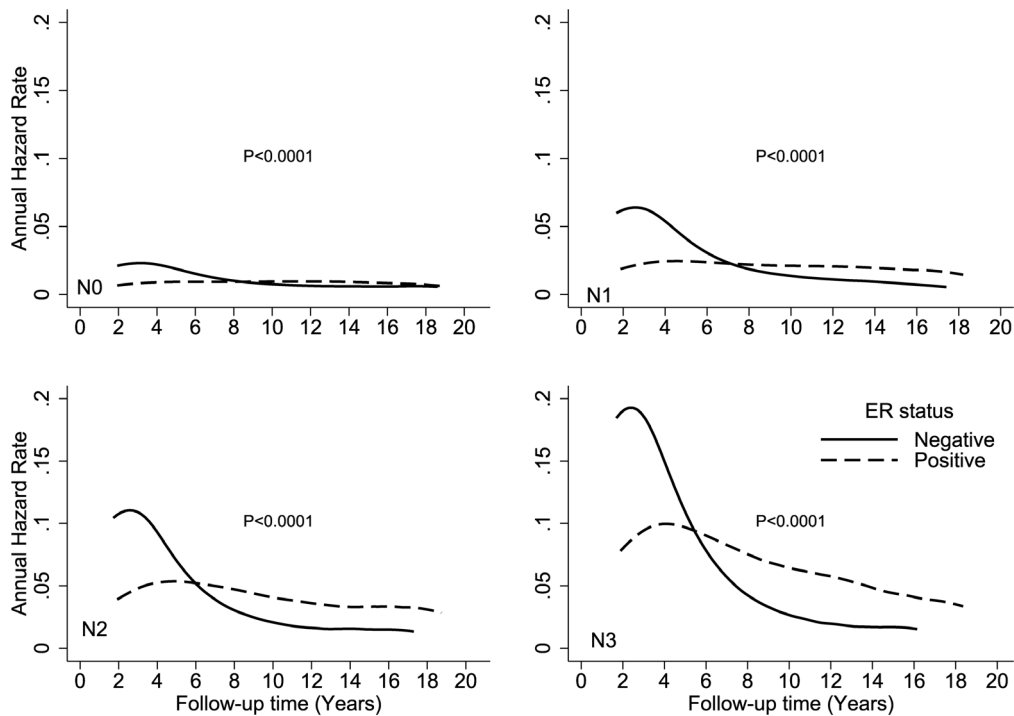 .2
.15
.1
.05
0
Annual Hazard Rate
P<0.0001
N0
0 2 4 6 8 10 12 14 16 18 20
.2
.15
.1
.05
0
P<0.0001
N1
0 2 4 6 8 10 12 14 16 18 20
.2
.15
.1
.05
0
Annual Hazard Rate
P<0.0001
N2
0 2 4 6 8 10 12 14 16 18 20
Follow-up time (Years)
.2
.15
.1
.05
0
ER status
Negative
Positive
P<0.0001
N3
0 2 4 6 8 10 12 14 16 18 20
Follow-up time (Years)